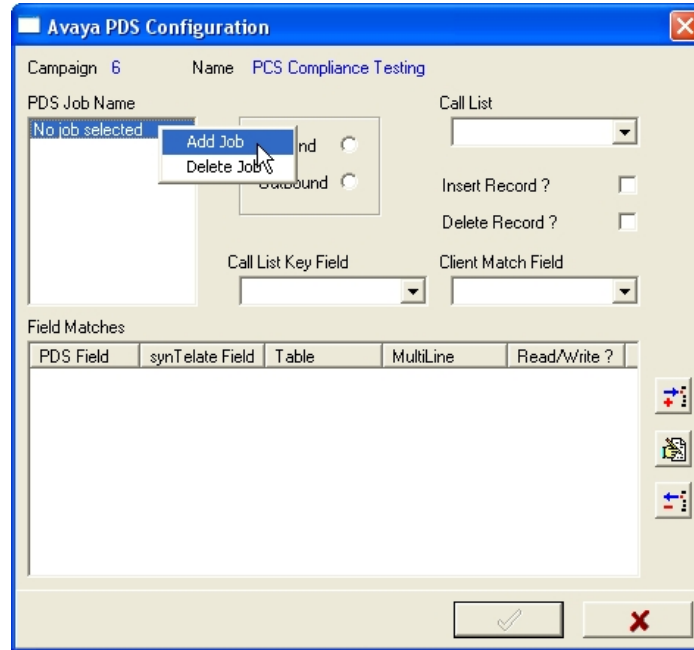 Avaya PDS Configuration
Campaign 6 Name PCS Compliance Testing
PDS Job Name
Call List
No job selected
Add Job
Delete Job
Insert Record ?
Delete Record ?
Call List Key Field
Client Match Field
Field Matches
PDS Field synTelate Field Table MultiLine Read/Write ?